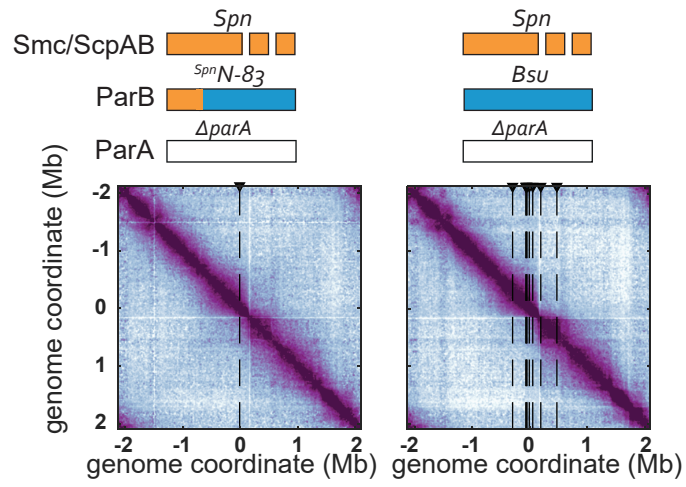 Spn Spn
Smc/ScpAB
SpnN-83 Bsu
ParB
ΔparA ΔparA
ParA
genome coordinate (Mb)
-2
-1
0
1
2
-2 -1 0 1 2 -2 -1 0 1 2
genome coordinate (Mb) genome coordinate (Mb)